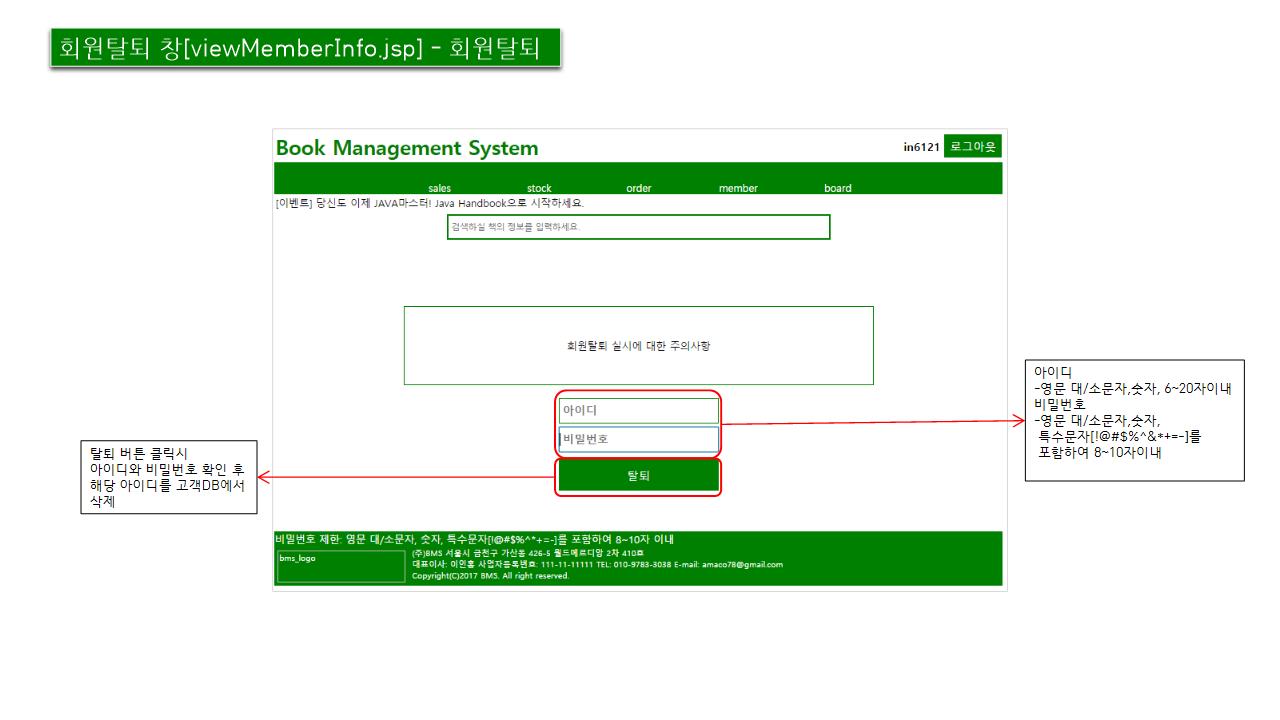 회원탈퇴 창[viewMemberInfo.jsp] - 회원탈퇴
Book Management System
in6121 로그아웃
sales stock order member board
[이벤트] 당신도 이제 JAVA마스터! Java Handbook으로 시작하세요.
검색하실 책의 정보를 입력하세요.
회원탈퇴 실시에 대한 주의사항
아이디
비밀번호
탈퇴
아이디
-영문 대/소문자,숫자, 6~20자이내
비밀번호
-영문 대/소문자,숫자,
특수문자[!@#$%^&*+=-]를
포함하여 8~10자이내
탈퇴 버튼 클릭시
아이디와 비밀번호 확인 후
해당 아이디를 고객DB에서
삭제
비밀번호 제한: 영문 대/소문자, 숫자, 특수문자[!@#$%^*+=-]를 포함하여 8~10자 이내
bms_logo
(주)BMS 서울시 금천구 가산동 426-5 월드메르디앙 2차 410호
대표이사: 이인홍 사업자등록번호: 111-11-11111 TEL: 010-9783-3038 E-mail: amaco78@gmail.com
Copyright(C)2017 BMS. All right reserved.